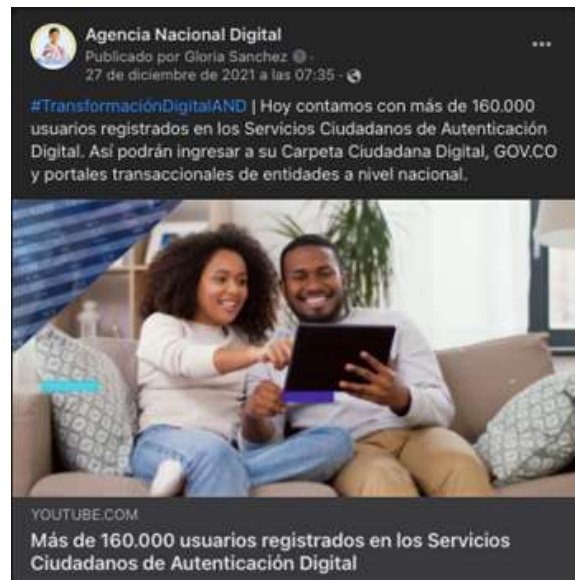 Agencia Nacional Digital
Publicado por Gloria Sanchez
27 de diciembre de 2021 a las 07:35 ·
#TransformaciónDigitalAND | Hoy contamos con más de 160.000
usuarios registrados en los Servicios Ciudadanos de Autenticación
Digital. Así podrán ingresar a su Carpeta Ciudadana Digital, GOV.CO
y portales transaccionales de entidades a nivel nacional.
YOUTUBE.COM
Más de 160.000 usuarios registrados en los Servicios
Ciudadanos de Autenticación Digital